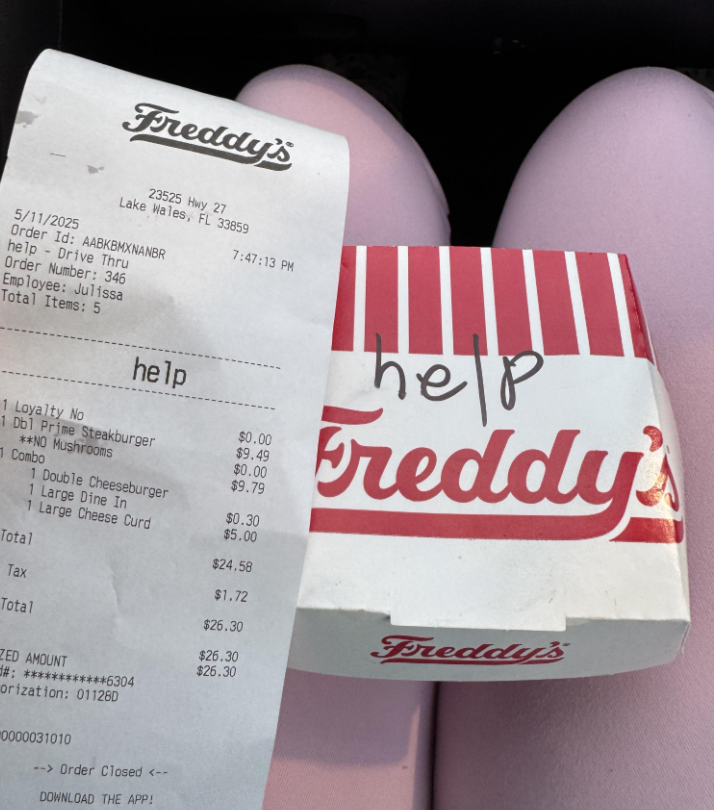 Freddy's
23525 Hwy 27
Lake Wales, FL 33859
5/11/2025
7:47:13 PM
Order Id: AABKBMXNANBR
help - Drive Thru
Order Number: 346
Employee: Julissa
Total Items: 5
help
1 Loyalty No $0.00
1 Dbl Prime Steakburger $9.49
**NO Mushrooms $0.00
1 Combo $9.79
1 Double Cheeseburger
1 Large Dine In $0.30
1 Large Cheese Curd $5.00
Total $24.58
Tax $1.72
Total $26.30
ZED AMOUNT $26.30
d#: ************6304 $26.30
orization: 01128D
00000031010
--> Order Closed <--
DOWNLOAD THE APP!
help
Freddy's
Freddy's